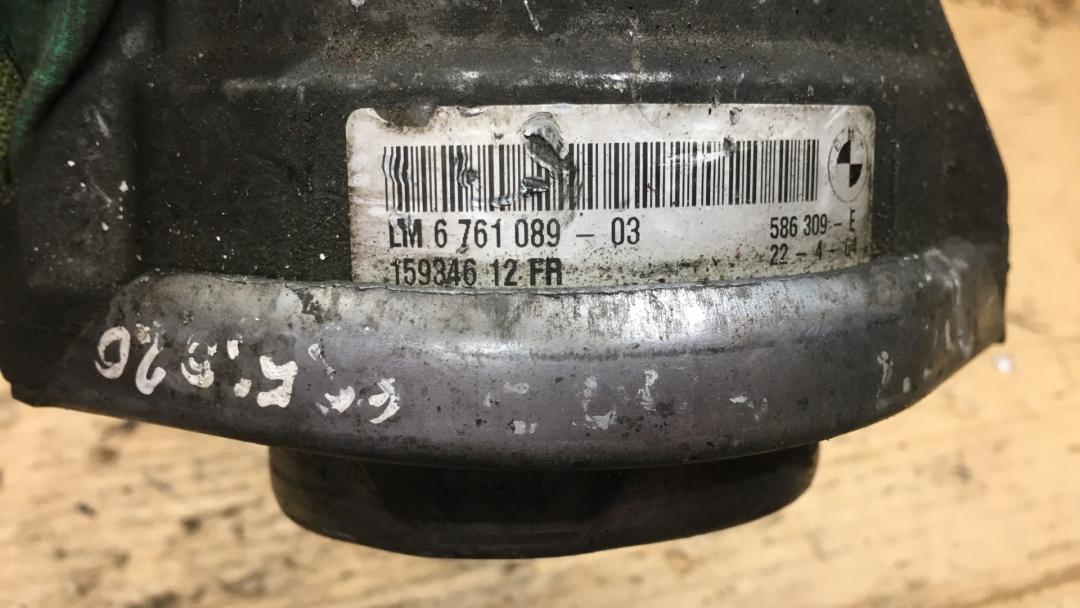 LM 6 761 089 - 03
586 309 - E
159346 12 FR
22 - 4 - 04